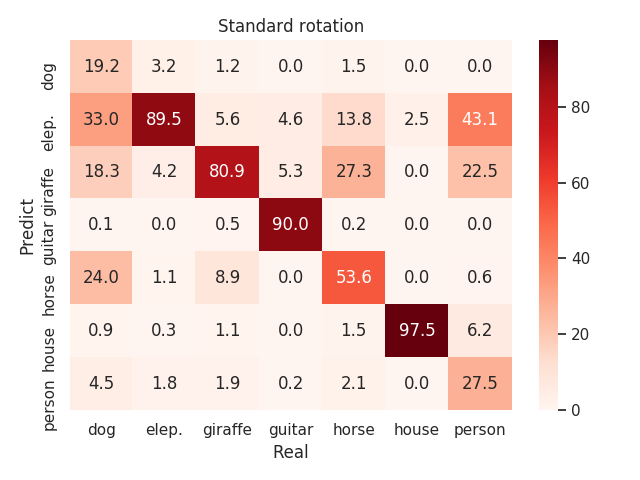 Standard rotation
dog 19.2 3.2 1.2 0.0 1.5 0.0 0.0
elep. 33.0 89.5 5.6 4.6 13.8 2.5 43.1
giraffe 18.3 4.2 80.9 5.3 27.3 0.0 22.5
guitar 0.1 0.0 0.5 90.0 0.2 0.0 0.0
horse 24.0 1.1 8.9 0.0 53.6 0.0 0.6
house 0.9 0.3 1.1 0.0 1.5 97.5 6.2
person 4.5 1.8 1.9 0.2 2.1 0.0 27.5
dog elep. giraffe guitar horse house person
Real
Predict
80
60
40
20
0